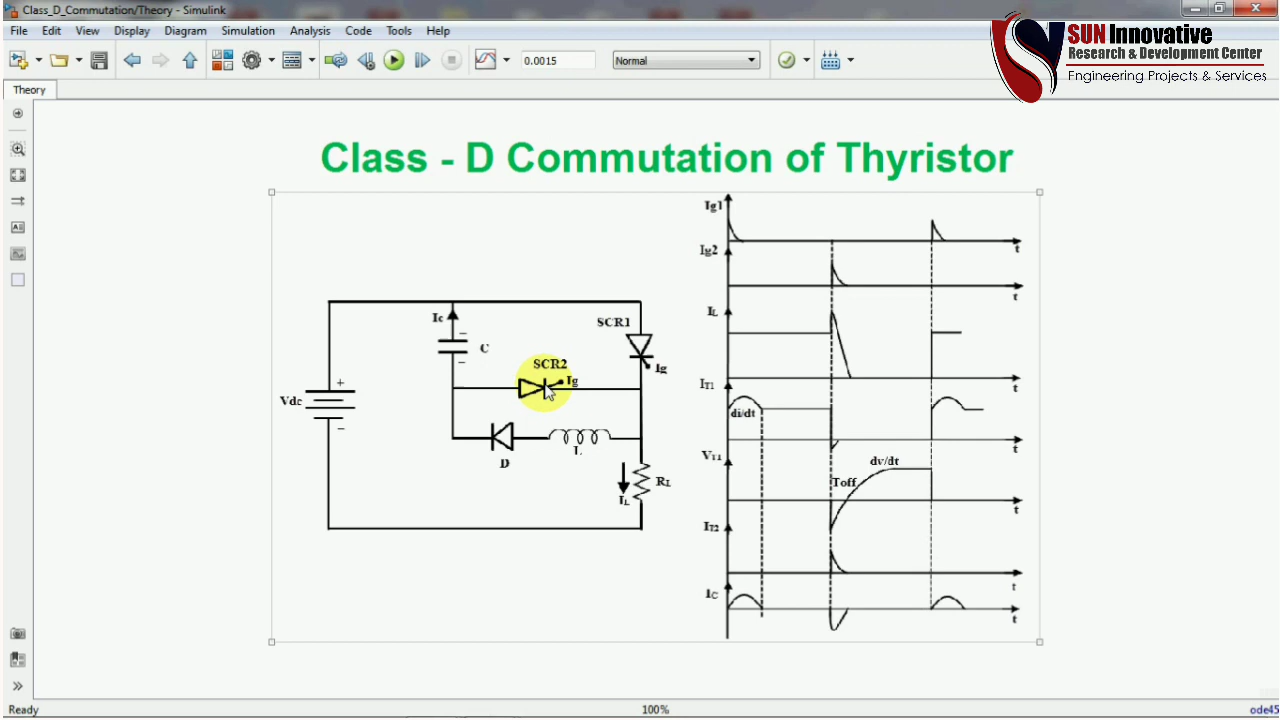 Class_D_Commutation/Theory - Simulink
File Edit View Display Diagram Simulation Analysis Code Tools Help
SUN Innovative
Research & Development Center
Engineering Projects & Services
0.0015
Normal
Theory
Class - D Commutation of Thyristor
Ig1
t
Ig2
t
Ic
SCR1
IL
C
Ig
SCR2
Ig
t
IT1
+
Vdc
di/dt
t
D
L
VT1
dv/dt
Toff
RL
IL
t
IT2
t
IC
t
Ready
100%
ode45